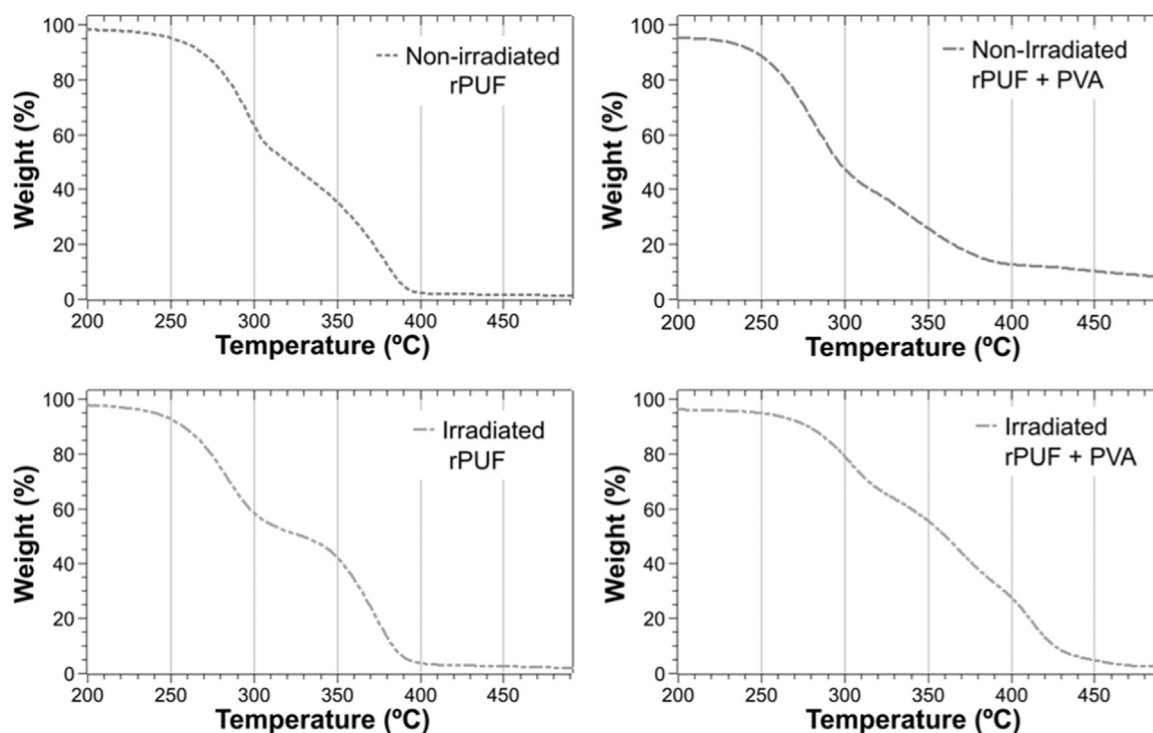 100
80
60
40
20
0
Weight (%)
Non-irradiated
rPUF
200 250 300 350 400 450
Temperature (ºC)
100
80
60
40
20
0
Weight (%)
Non-Irradiated
rPUF + PVA
200 250 300 350 400 450
Temperature (ºC)
100
80
60
40
20
0
Weight (%)
Irradiated
rPUF
200 250 300 350 400 450
Temperature (ºC)
100
80
60
40
20
0
Weight (%)
Irradiated
rPUF + PVA
200 250 300 350 400 450
Temperature (ºC)